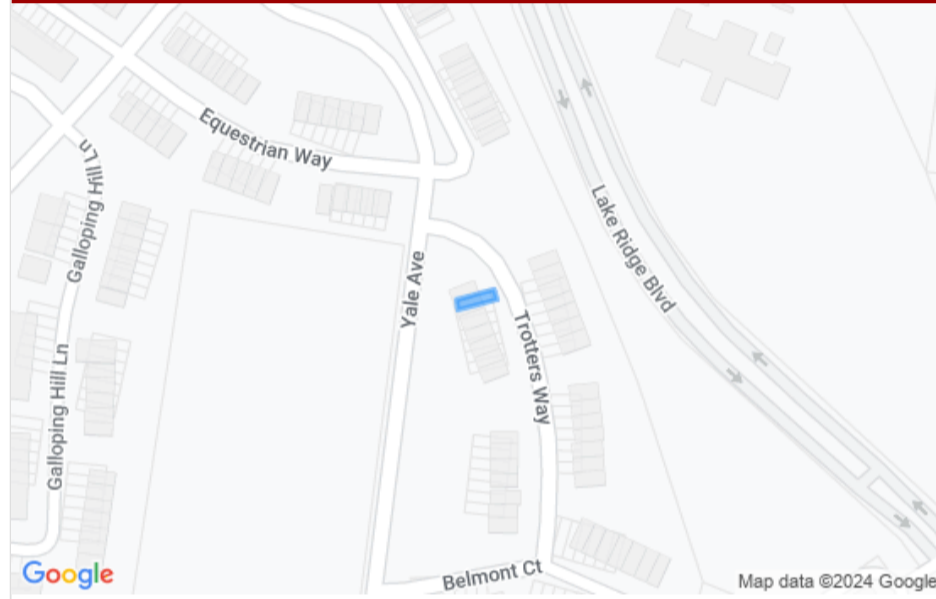 Equestrian Way
Galloping Hill Ln
Lake Ridge Blvd
Yale Ave
Trotters Way
Galloping Hill Ln
Belmont Ct
Google
Map data ©2024 Google